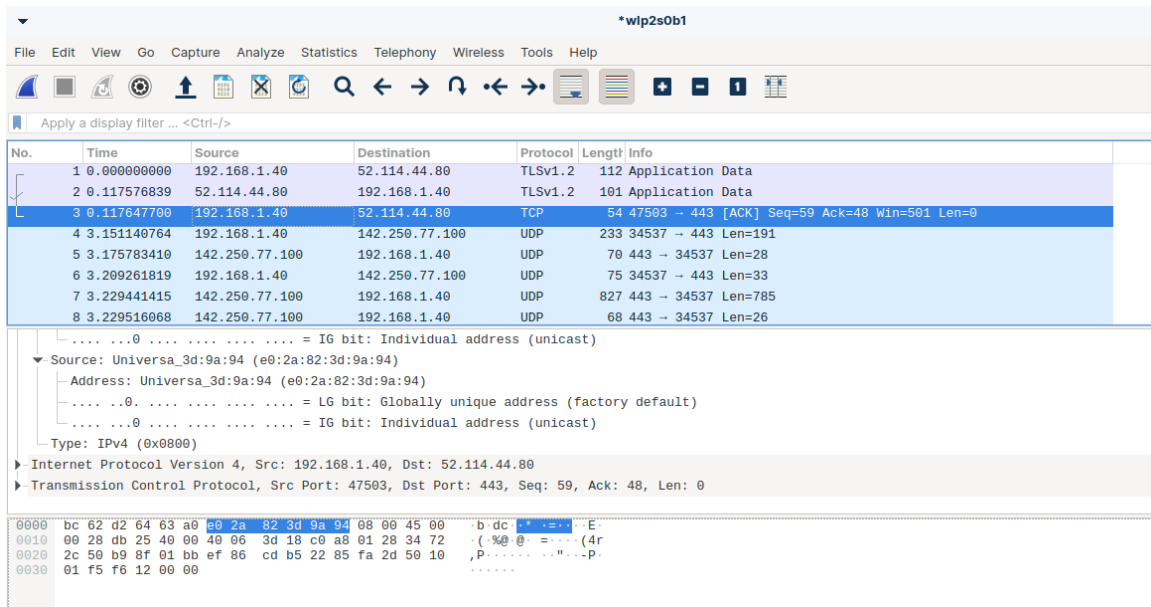 *wlp2s0b1
File Edit View Go Capture Analyze Statistics Telephony Wireless Tools Help
Apply a display filter ... <Ctrl-/>
No. Time Source Destination Protocol Length Info
1 0.000000000 192.168.1.40 52.114.44.80 TLSv1.2 112 Application Data
2 0.117576839 52.114.44.80 192.168.1.40 TLSv1.2 101 Application Data
3 0.117647700 192.168.1.40 52.114.44.80 TCP 54 47503 → 443 [ACK] Seq=59 Ack=48 Win=501 Len=0
4 3.151140764 192.168.1.40 142.250.77.100 UDP 233 34537 → 443 Len=191
5 3.175783410 142.250.77.100 192.168.1.40 UDP 70 443 → 34537 Len=28
6 3.209261819 192.168.1.40 142.250.77.100 UDP 75 34537 → 443 Len=33
7 3.229441415 142.250.77.100 192.168.1.40 UDP 827 443 → 34537 Len=785
8 3.229516068 142.250.77.100 192.168.1.40 UDP 68 443 → 34537 Len=26
.... ...0 .... .... .... .... = IG bit: Individual address (unicast)
Source: Universa_3d:9a:94 (e0:2a:82:3d:9a:94)
Address: Universa_3d:9a:94 (e0:2a:82:3d:9a:94)
.... ..0. .... .... .... .... = LG bit: Globally unique address (factory default)
.... ...0 .... .... .... .... = IG bit: Individual address (unicast)
Type: IPv4 (0x0800)
Internet Protocol Version 4, Src: 192.168.1.40, Dst: 52.114.44.80
Transmission Control Protocol, Src Port: 47503, Dst Port: 443, Seq: 59, Ack: 48, Len: 0
0000 bc 62 d2 64 63 a0 e0 2a 82 3d 9a 94 08 00 45 00 ·b·dc··* ·=····E·
0010 00 28 db 25 40 00 40 06 3d 18 c0 a8 01 28 34 72 ·(·%@·@· =····(4r
0020 2c 50 b9 8f 01 bb ef 86 cd b5 22 85 fa 2d 50 10 ,P······ ··"··-P·
0030 01 f5 f6 12 00 00 ······